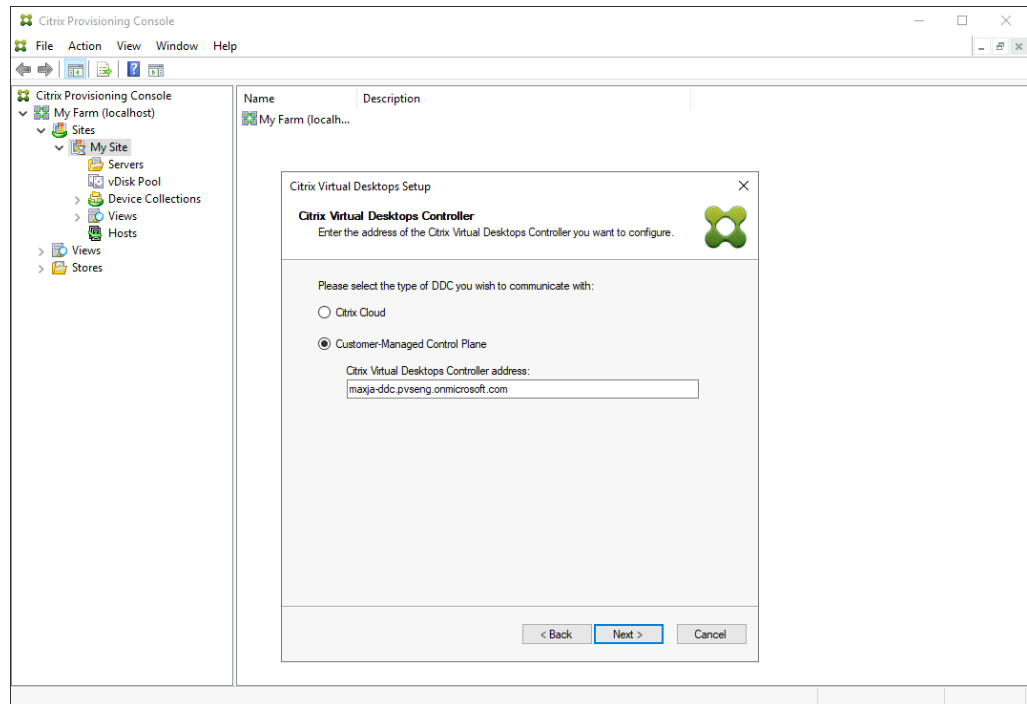 Citrix Provisioning Console
File Action View Window Help
Citrix Provisioning Console
My Farm (localhost)
Sites
My Site
Servers
vDisk Pool
Device Collections
Views
Hosts
Views
Stores
Name Description
My Farm (localh...
Citrix Virtual Desktops Setup
Citrix Virtual Desktops Controller
Enter the address of the Citrix Virtual Desktops Controller you want to configure.
Please select the type of DDC you wish to communicate with:
Citrix Cloud
Customer-Managed Control Plane
Citrix Virtual Desktops Controller address:
maxja-ddc.pvseng.onmicrosoft.com
< Back Next > Cancel